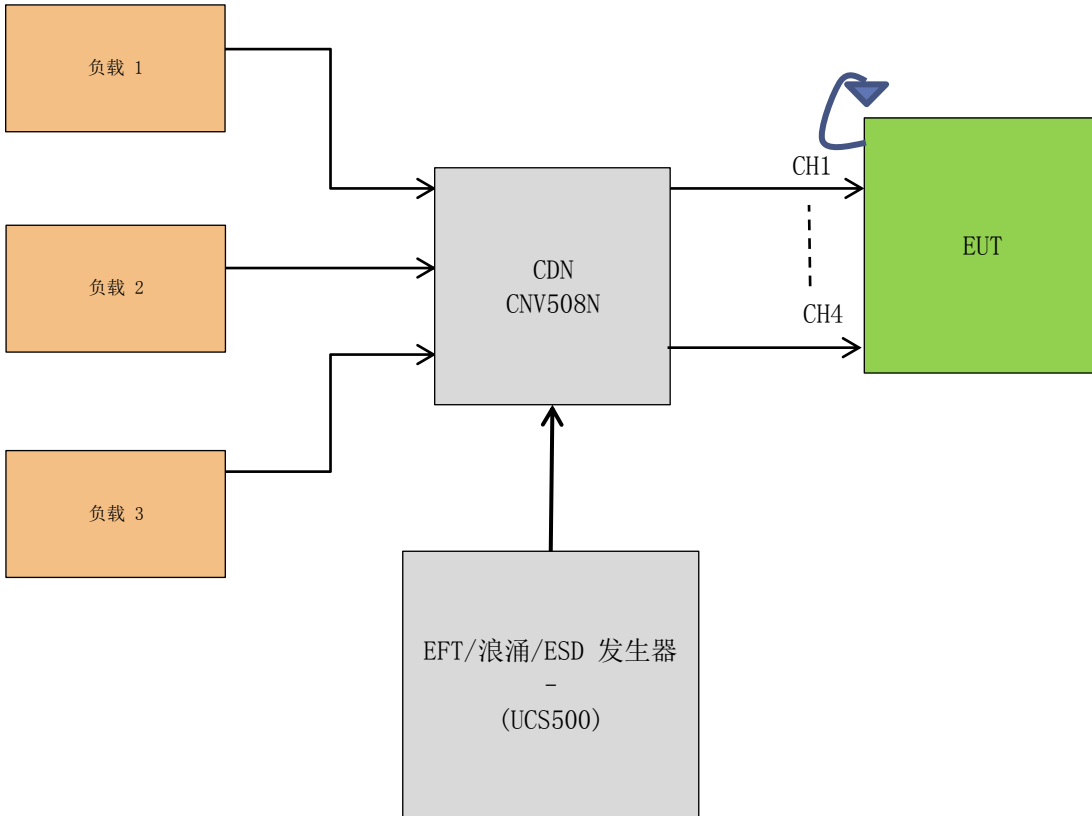 负载 1
CH1
负载 2
CDN
CNV508N
EUT
CH4
负载 3
EFT/浪涌/ESD 发生器
-
(UCS500)